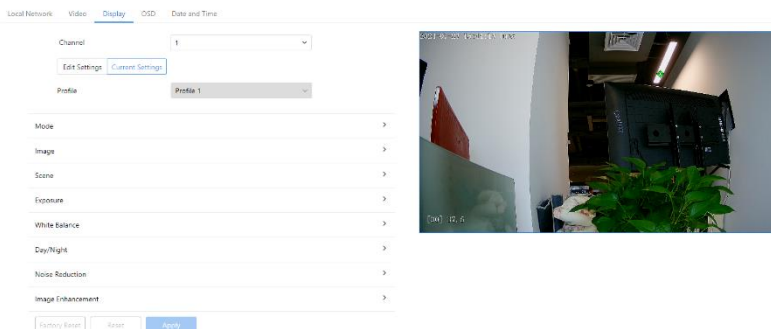 Local Network Video Display OSD Date and Time
Channel 1
Edit Settings Current Settings
Profile Profile 1
Mode
Image
Scene
Exposure
White Balance
Day/Night
Noise Reduction
Image Enhancement
Factory Reset Reset Apply